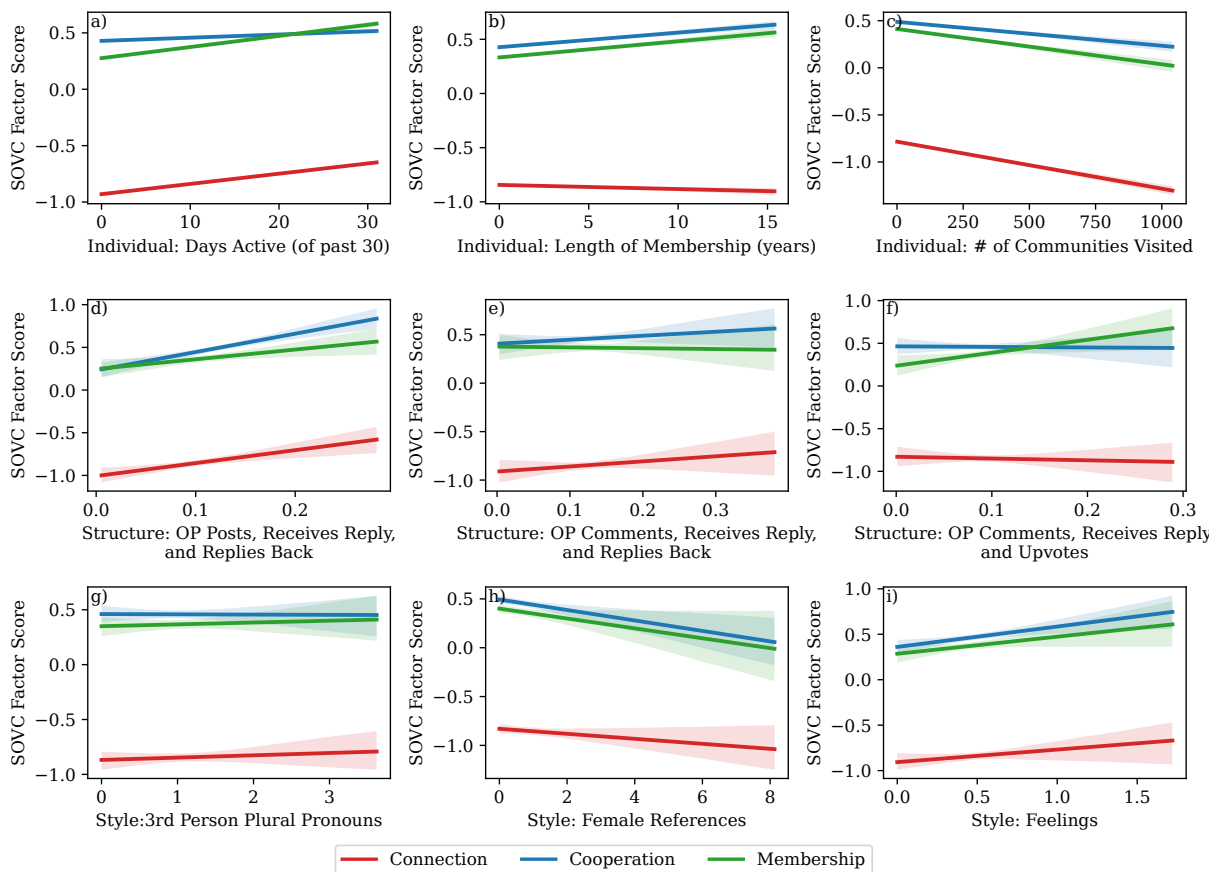 a)
SOVC Factor Score
0.5
0.0
−0.5
−1.0
0 10 20 30
Individual: Days Active (of past 30)
b)
SOVC Factor Score
0.5
0.0
−0.5
−1.0
0 5 10 15
Individual: Length of Membership (years)
c)
SOVC Factor Score
0.5
0.0
−0.5
−1.0
0 250 500 750 1000
Individual: # of Communities Visited
d)
SOVC Factor Score
1.0
0.5
0.0
−0.5
−1.0
0.0 0.1 0.2
Structure: OP Posts, Receives Reply,
and Replies Back
e)
SOVC Factor Score
0.5
0.0
−0.5
−1.0
0.0 0.1 0.2 0.3
Structure: OP Comments, Receives Reply,
and Replies Back
f)
SOVC Factor Score
1.0
0.5
0.0
−0.5
−1.0
0.0 0.1 0.2 0.3
Structure: OP Comments, Receives Reply
and Upvotes
g)
SOVC Factor Score
0.5
0.0
−0.5
−1.0
0 1 2 3
Style:3rd Person Plural Pronouns
h)
SOVC Factor Score
0.5
0.0
−0.5
−1.0
0 2 4 6 8
Style: Female References
i)
SOVC Factor Score
1.0
0.5
0.0
−0.5
−1.0
0.0 0.5 1.0 1.5
Style: Feelings
Connection Cooperation Membership